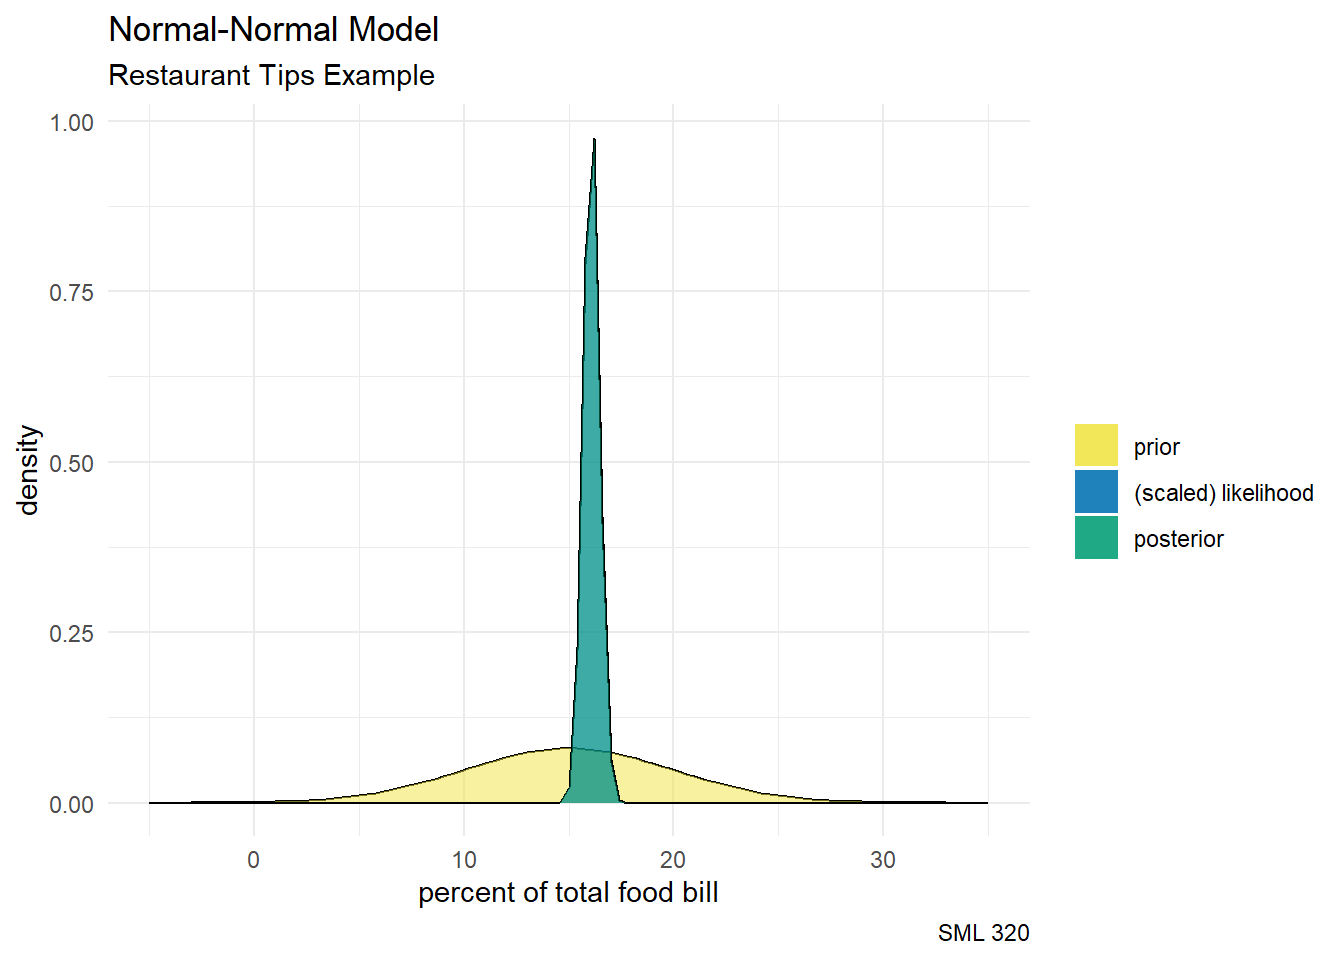 Normal-Normal Model
Restaurant Tips Example
1.00
0.75
0.50
0.25
0.00
density
0 10 20 30
percent of total food bill
prior
(scaled) likelihood
posterior
SML 320